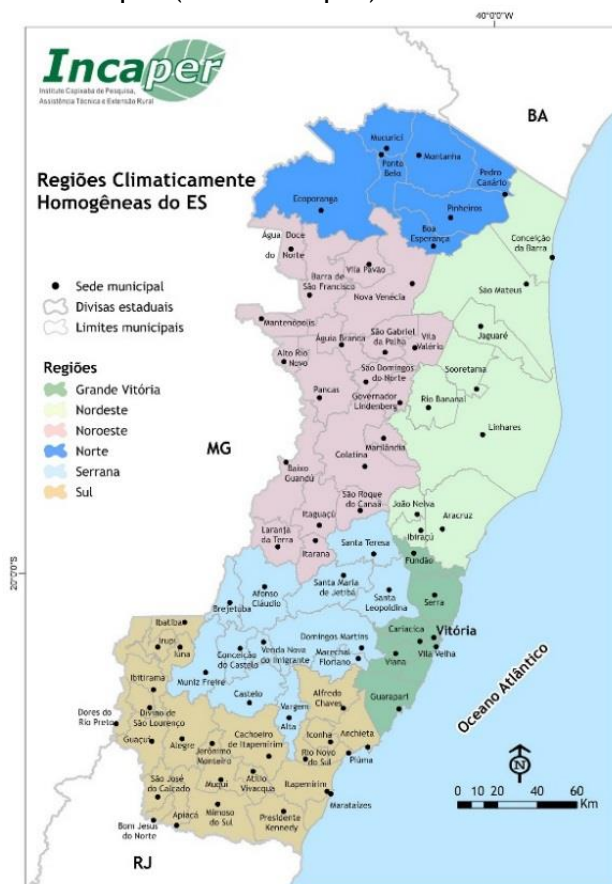 40°0'0"W
Incaper
Instituto Capixaba de Pesquisa,
Assistência Técnica e Extensão Rural
BA
Regiões Climaticamente
Homogêneas do ES
Sede municipal
Divisas estaduais
Limites municipais
Regiões
Grande Vitória
Nordeste
Noroeste
Norte
Serrana
Sul
Mucurici
Ponto
Belo
Montanha
Pedro
Canário
Ecoporanga
Pinheiros
Boa
Esperança
Conceição
da Barra
Água Doce
do Norte
Vila Pavão
Barra de
São Francisco
Nova Venécia
São Mateus
Mantenópolis
Águia Branca
São Gabriel
da Palha
Vila
Valério
Jaguaré
Alto Rio
Novo
São Domingos
do Norte
Sooretama
Pancas
Governador
Lindenberg
Rio Bananal
Linhares
MG
Marilândia
Colatina
Baixo
Guandú
São Roque
do Canaã
João Neiva
Aracruz
Itaguaçú
Ibiraçú
Laranja
da Terra
Itarana
Santa Teresa
Fundão
20°0'0"S
Santa Maria
de Jetibá
Afonso
Cláudio
Santa
Leopoldina
Serra
Brejetuba
Ibatiba
Cariacica
Vitória
Vila Velha
Irupi
Iúna
Conceição
do Castelo
Venda Nova
do Imigrante
Domingos Martins
Marechal
Floriano
Viana
Muniz Freire
Ibitirama
Castelo
Alfredo
Chaves
Guarapari
Oceano Atlântico
Dores do
Rio Preto
Divino de
São Lourenço
Vargem
Alta
Guaçuí
Alegre
Jerônimo
Monteiro
Cachoeiro
de Itapemirim
Iconha
Anchieta
Rio Novo
do Sul
Piúma
São José
do Calçado
Muqui
Atílio
Vivacqua
Itapemirim
Marataízes
Bom Jesus
do Norte
Apiacá
Mimoso
do Sul
Presidente
Kennedy
RJ
N
0 10 20 40 60
Km